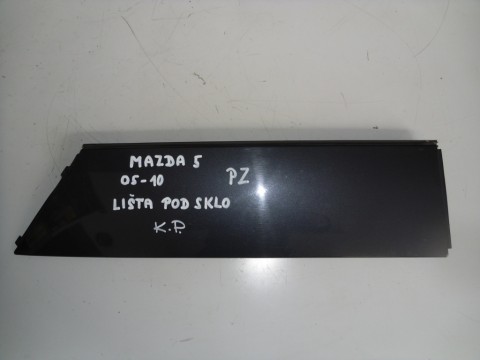 MAZDA 5
05-10 PZ
LIŠTA POD SKLO
K.P.